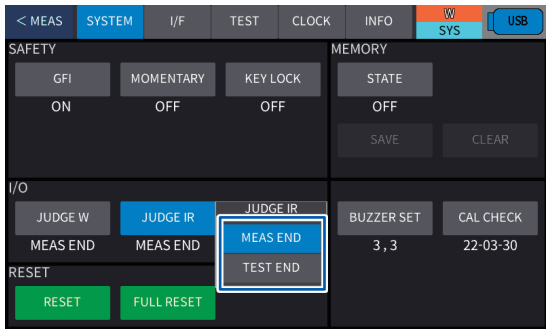 < MEAS SYSTEM I/F TEST CLOCK INFO W SYS USB
SAFETY
GFI MOMENTARY KEY LOCK
ON OFF OFF
MEMORY
STATE
OFF
SAVE CLEAR
I/O
JUDGE W JUDGE IR JUDGE IR
MEAS END MEAS END MEAS END
TEST END
BUZZER SET CAL CHECK
3 , 3 22-03-30
RESET
RESET FULL RESET